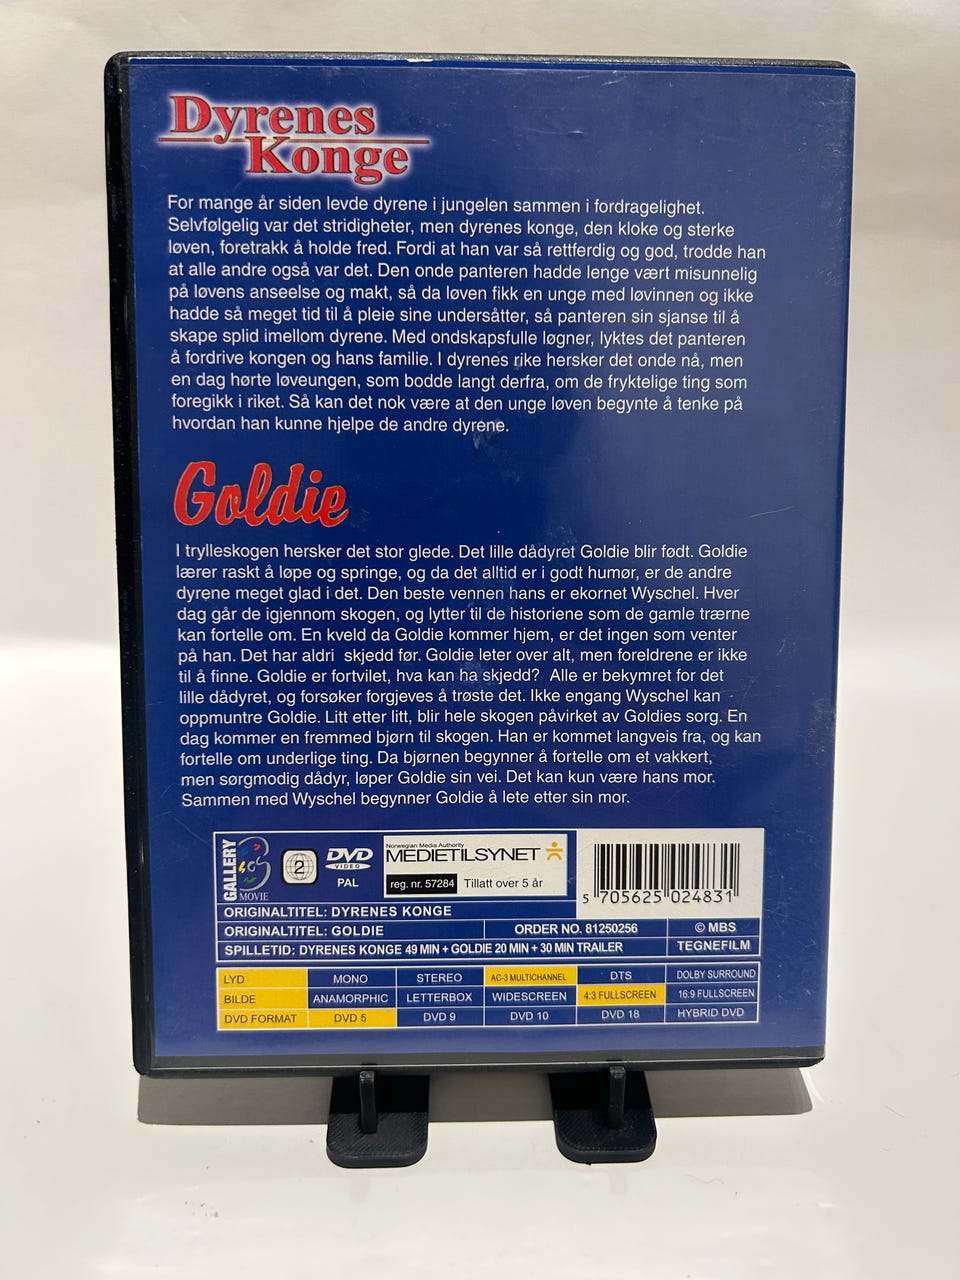 Dyrenes
Konge
For mange år siden levde dyrene i jungelen sammen i fordragelighet.
Selvfølgelig var det stridigheter, men dyrenes konge, den kloke og sterke
løven, foretrakk å holde fred. Fordi at han var så rettferdig og god, trodde han
at alle andre også var det. Den onde panteren hadde lenge vært misunnelig
på løvens anseelse og makt, så da løven fikk en unge med løvinnen og ikke
hadde så meget tid til å pleie sine undersåtter, så panteren sin sjanse til å
skape splid imellom dyrene. Med ondskapsfulle løgner, lyktes det panteren
å fordrive kongen og hans familie. I dyrenes rike hersker det onde nå, men
en dag hørte løveungen, som bodde langt derfra, om de fryktelige ting som
foregikk i riket. Så kan det nok være at den unge løven begynte å tenke på
hvordan han kunne hjelpe de andre dyrene.
Goldie
I trylleskogen hersker det stor glede. Det lille dådyret Goldie blir født. Goldie
lærer raskt å løpe og springe, og da det alltid er i godt humør, er de andre
dyrene meget glad i det. Den beste vennen hans er ekornet Wyschel. Hver
dag går de igjennom skogen, og lytter til de historiene som de gamle trærne
kan fortelle om. En kveld da Goldie kommer hjem, er det ingen som venter
på han. Det har aldri skjedd før. Goldie leter over alt, men foreldrene er ikke
til å finne. Goldie er fortvilet, hva kan ha skjedd? Alle er bekymret for det
lille dådyret, og forsøker forgjeves å trøste det. Ikke engang Wyschel kan
oppmuntre Goldie. Litt etter litt, blir hele skogen påvirket av Goldies sorg. En
dag kommer en fremmed bjørn til skogen. Han er kommet langveis fra, og kan
fortelle om underlige ting. Da bjørnen begynner å fortelle om et vakkert,
men sørgmodig dådyr, løper Goldie sin vei. Det kan kun være hans mor.
Sammen med Wyschel begynner Goldie å lete etter sin mor.
GALLERY
MOVIE
2
DVD
VIDEO
PAL
Norwegian Media Authority
MEDIETILSYNET
reg. nr. 57284 Tillatt over 5 år
5 705625 024831
ORIGINALTITEL: DYRENES KONGE
ORIGINALTITEL: GOLDIE ORDER NO. 81250256 © MBS
SPILLETID: DYRENES KONGE 49 MIN + GOLDIE 20 MIN + 30 MIN TRAILER TEGNEFILM
LYD MONO STEREO AC-3 MULTICHANNEL DTS DOLBY SURROUND
BILDE ANAMORPHIC LETTERBOX WIDESCREEN 4:3 FULLSCREEN 16:9 FULLSCREEN
DVD FORMAT DVD 5 DVD 9 DVD 10 DVD 18 HYBRID DVD